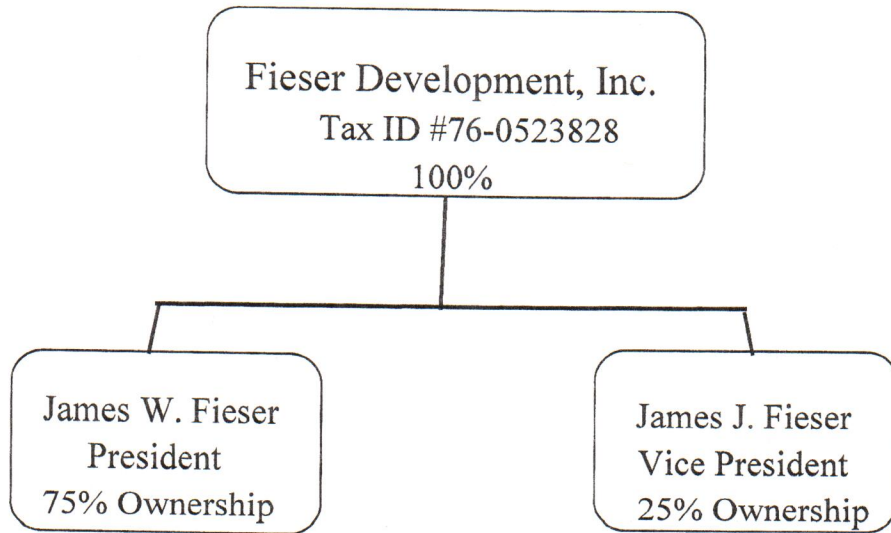 Fieser Development, Inc.
Tax ID #76-0523828
100%
James W. Fieser
President
75% Ownership
James J. Fieser
Vice President
25% Ownership